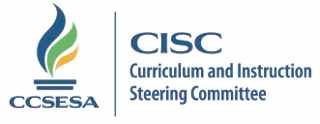 CCSESA
CISC
Curriculum and Instruction
Steering Committee